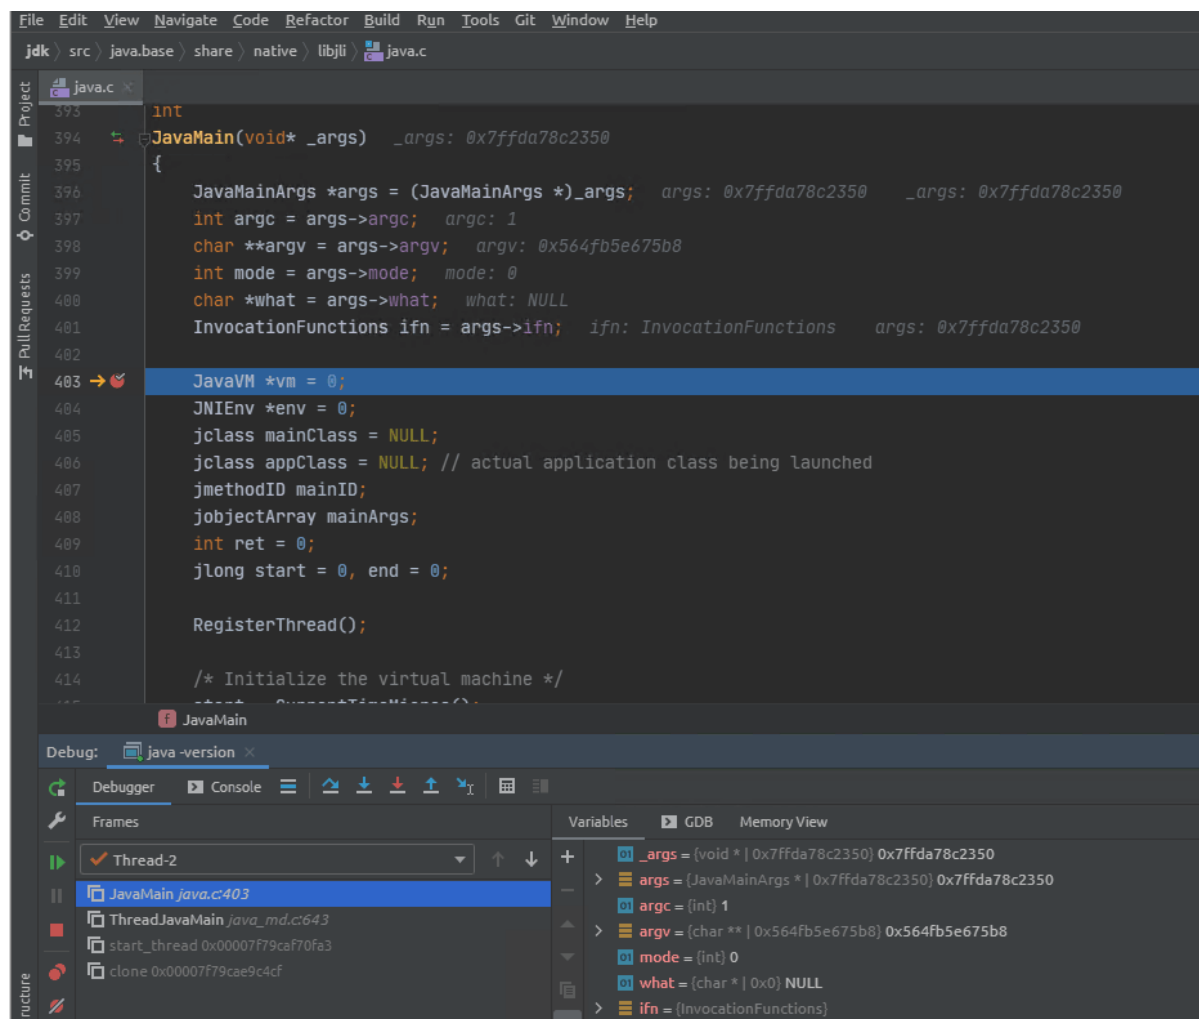 File Edit View Navigate Code Refactor Build Run Tools Git Window Help
jdk src java.base share native libjli java.c
java.c
Project
Commit
Pull Requests
ructure
393 int
394 JavaMain(void* _args) _args: 0x7ffda78c2350
395 {
396 JavaMainArgs *args = (JavaMainArgs *)_args; args: 0x7ffda78c2350 _args: 0x7ffda78c2350
397 int argc = args->argc; argc: 1
398 char **argv = args->argv; argv: 0x564fb5e675b8
399 int mode = args->mode; mode: 0
400 char *what = args->what; what: NULL
401 InvocationFunctions ifn = args->ifn; ifn: InvocationFunctions args: 0x7ffda78c2350
402
403 JavaVM *vm = 0;
404 JNIEnv *env = 0;
405 jclass mainClass = NULL;
406 jclass appClass = NULL; // actual application class being launched
407 jmethodID mainID;
408 jobjectArray mainArgs;
409 int ret = 0;
410 jlong start = 0, end = 0;
411
412 RegisterThread();
413
414 /* Initialize the virtual machine */
f JavaMain
Debug: java -version
Debugger Console
Frames
Thread-2
JavaMain java.c:403
ThreadJavaMain java_md.c:643
start_thread 0x00007f79caf70fa3
clone 0x00007f79cae9c4cf
Variables GDB Memory View
_args = {void * | 0x7ffda78c2350} 0x7ffda78c2350
args = {JavaMainArgs * | 0x7ffda78c2350} 0x7ffda78c2350
argc = {int} 1
argv = {char ** | 0x564fb5e675b8} 0x564fb5e675b8
mode = {int} 0
what = {char * | 0x0} NULL
ifn = {InvocationFunctions}